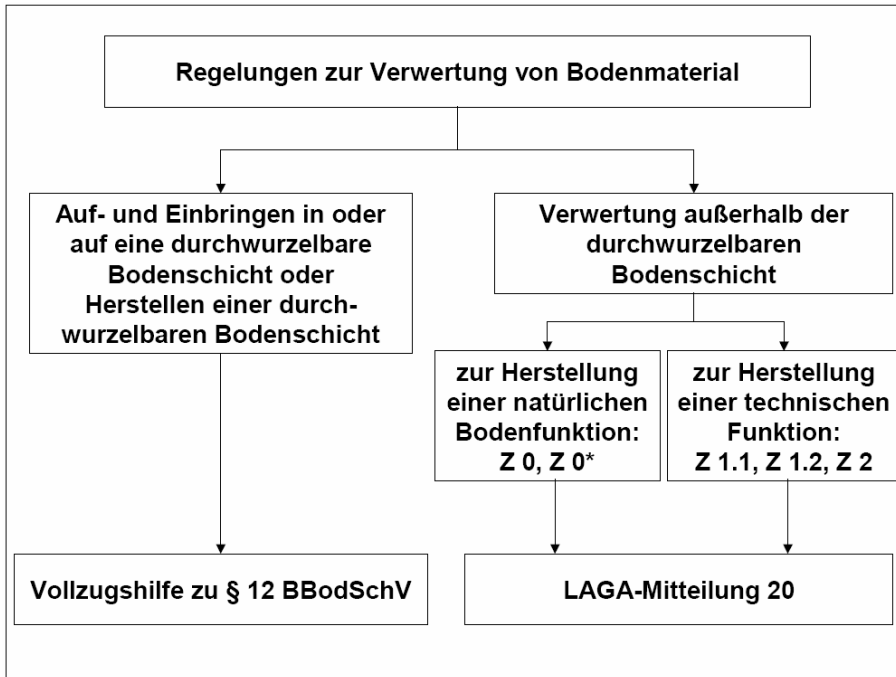 Regelungen zur Verwertung von Bodenmaterial
Auf- und Einbringen in oder
auf eine durchwurzelbare
Bodenschicht oder
Herstellen einer durch-
wurzelbaren Bodenschicht
Verwertung außerhalb der
durchwurzelbaren
Bodenschicht
zur Herstellung
einer natürlichen
Bodenfunktion:
Z 0, Z 0*
zur Herstellung
einer technischen
Funktion:
Z 1.1, Z 1.2, Z 2
Vollzugshilfe zu § 12 BBodSchV
LAGA-Mitteilung 20